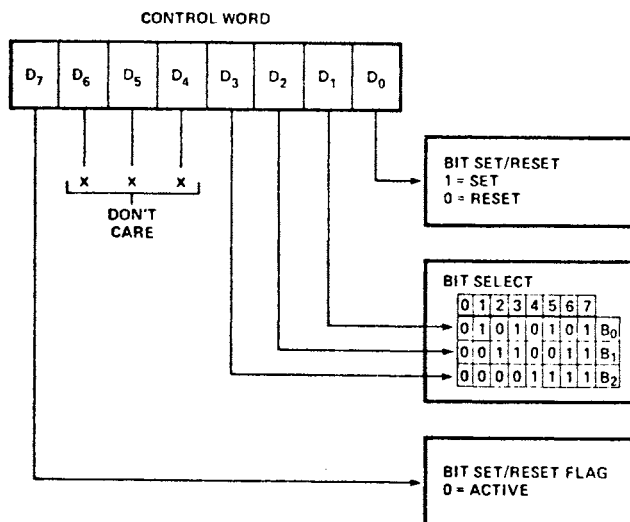 CONTROL WORD
D7 D6 D5 D4 D3 D2 D1 D0
X X X
DON'T
CARE
BIT SET/RESET
1 = SET
0 = RESET
BIT SELECT
0 1 2 3 4 5 6 7
0 1 0 1 0 1 0 1 B0
0 0 1 1 0 0 1 1 B1
0 0 0 0 1 1 1 1 B2
BIT SET/RESET FLAG
0 = ACTIVE